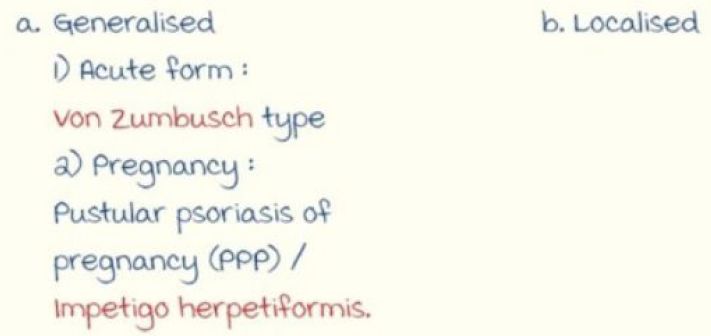 a. Generalised
b. Localised
1) Acute form :
Von Zumbusch type
2) Pregnancy :
Pustular psoriasis of
pregnancy (PPP) /
Impetigo herpetiformis.